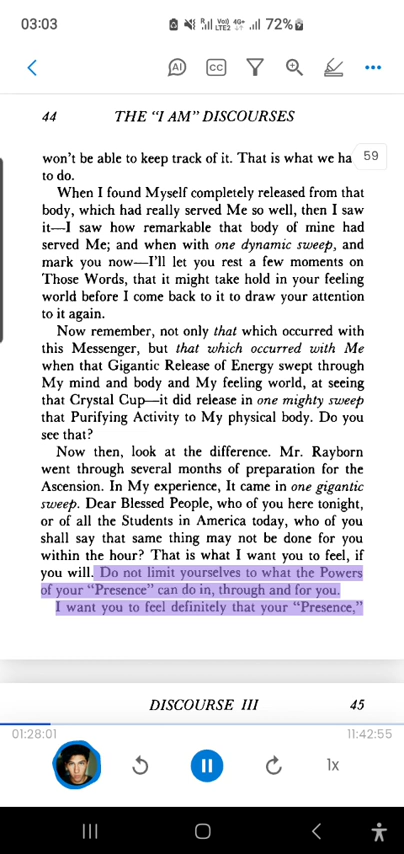 03:03
72%
AI CC
44 THE “I AM” DISCOURSES
59
won't be able to keep track of it. That is what we ha
to do.
When I found Myself completely released from that
body, which had really served Me so well, then I saw
it—I saw how remarkable that body of mine had
served Me; and when with one dynamic sweep, and
mark you now—I'll let you rest a few moments on
Those Words, that it might take hold in your feeling
world before I come back to it to draw your attention
to it again.
Now remember, not only that which occurred with
this Messenger, but that which occurred with Me
when that Gigantic Release of Energy swept through
My mind and body and My feeling world, at seeing
that Crystal Cup—it did release in one mighty sweep
that Purifying Activity to My physical body. Do you
see that?
Now then, look at the difference. Mr. Rayborn
went through several months of preparation for the
Ascension. In My experience, It came in one gigantic
sweep. Dear Blessed People, who of you here tonight,
or of all the Students in America today, who of you
shall say that same thing may not be done for you
within the hour? That is what I want you to feel, if
you will. Do not limit yourselves to what the Powers
of your “Presence” can do in, through and for you.
I want you to feel definitely that your “Presence,”
DISCOURSE III 45
01:28:01 11:42:55
1x